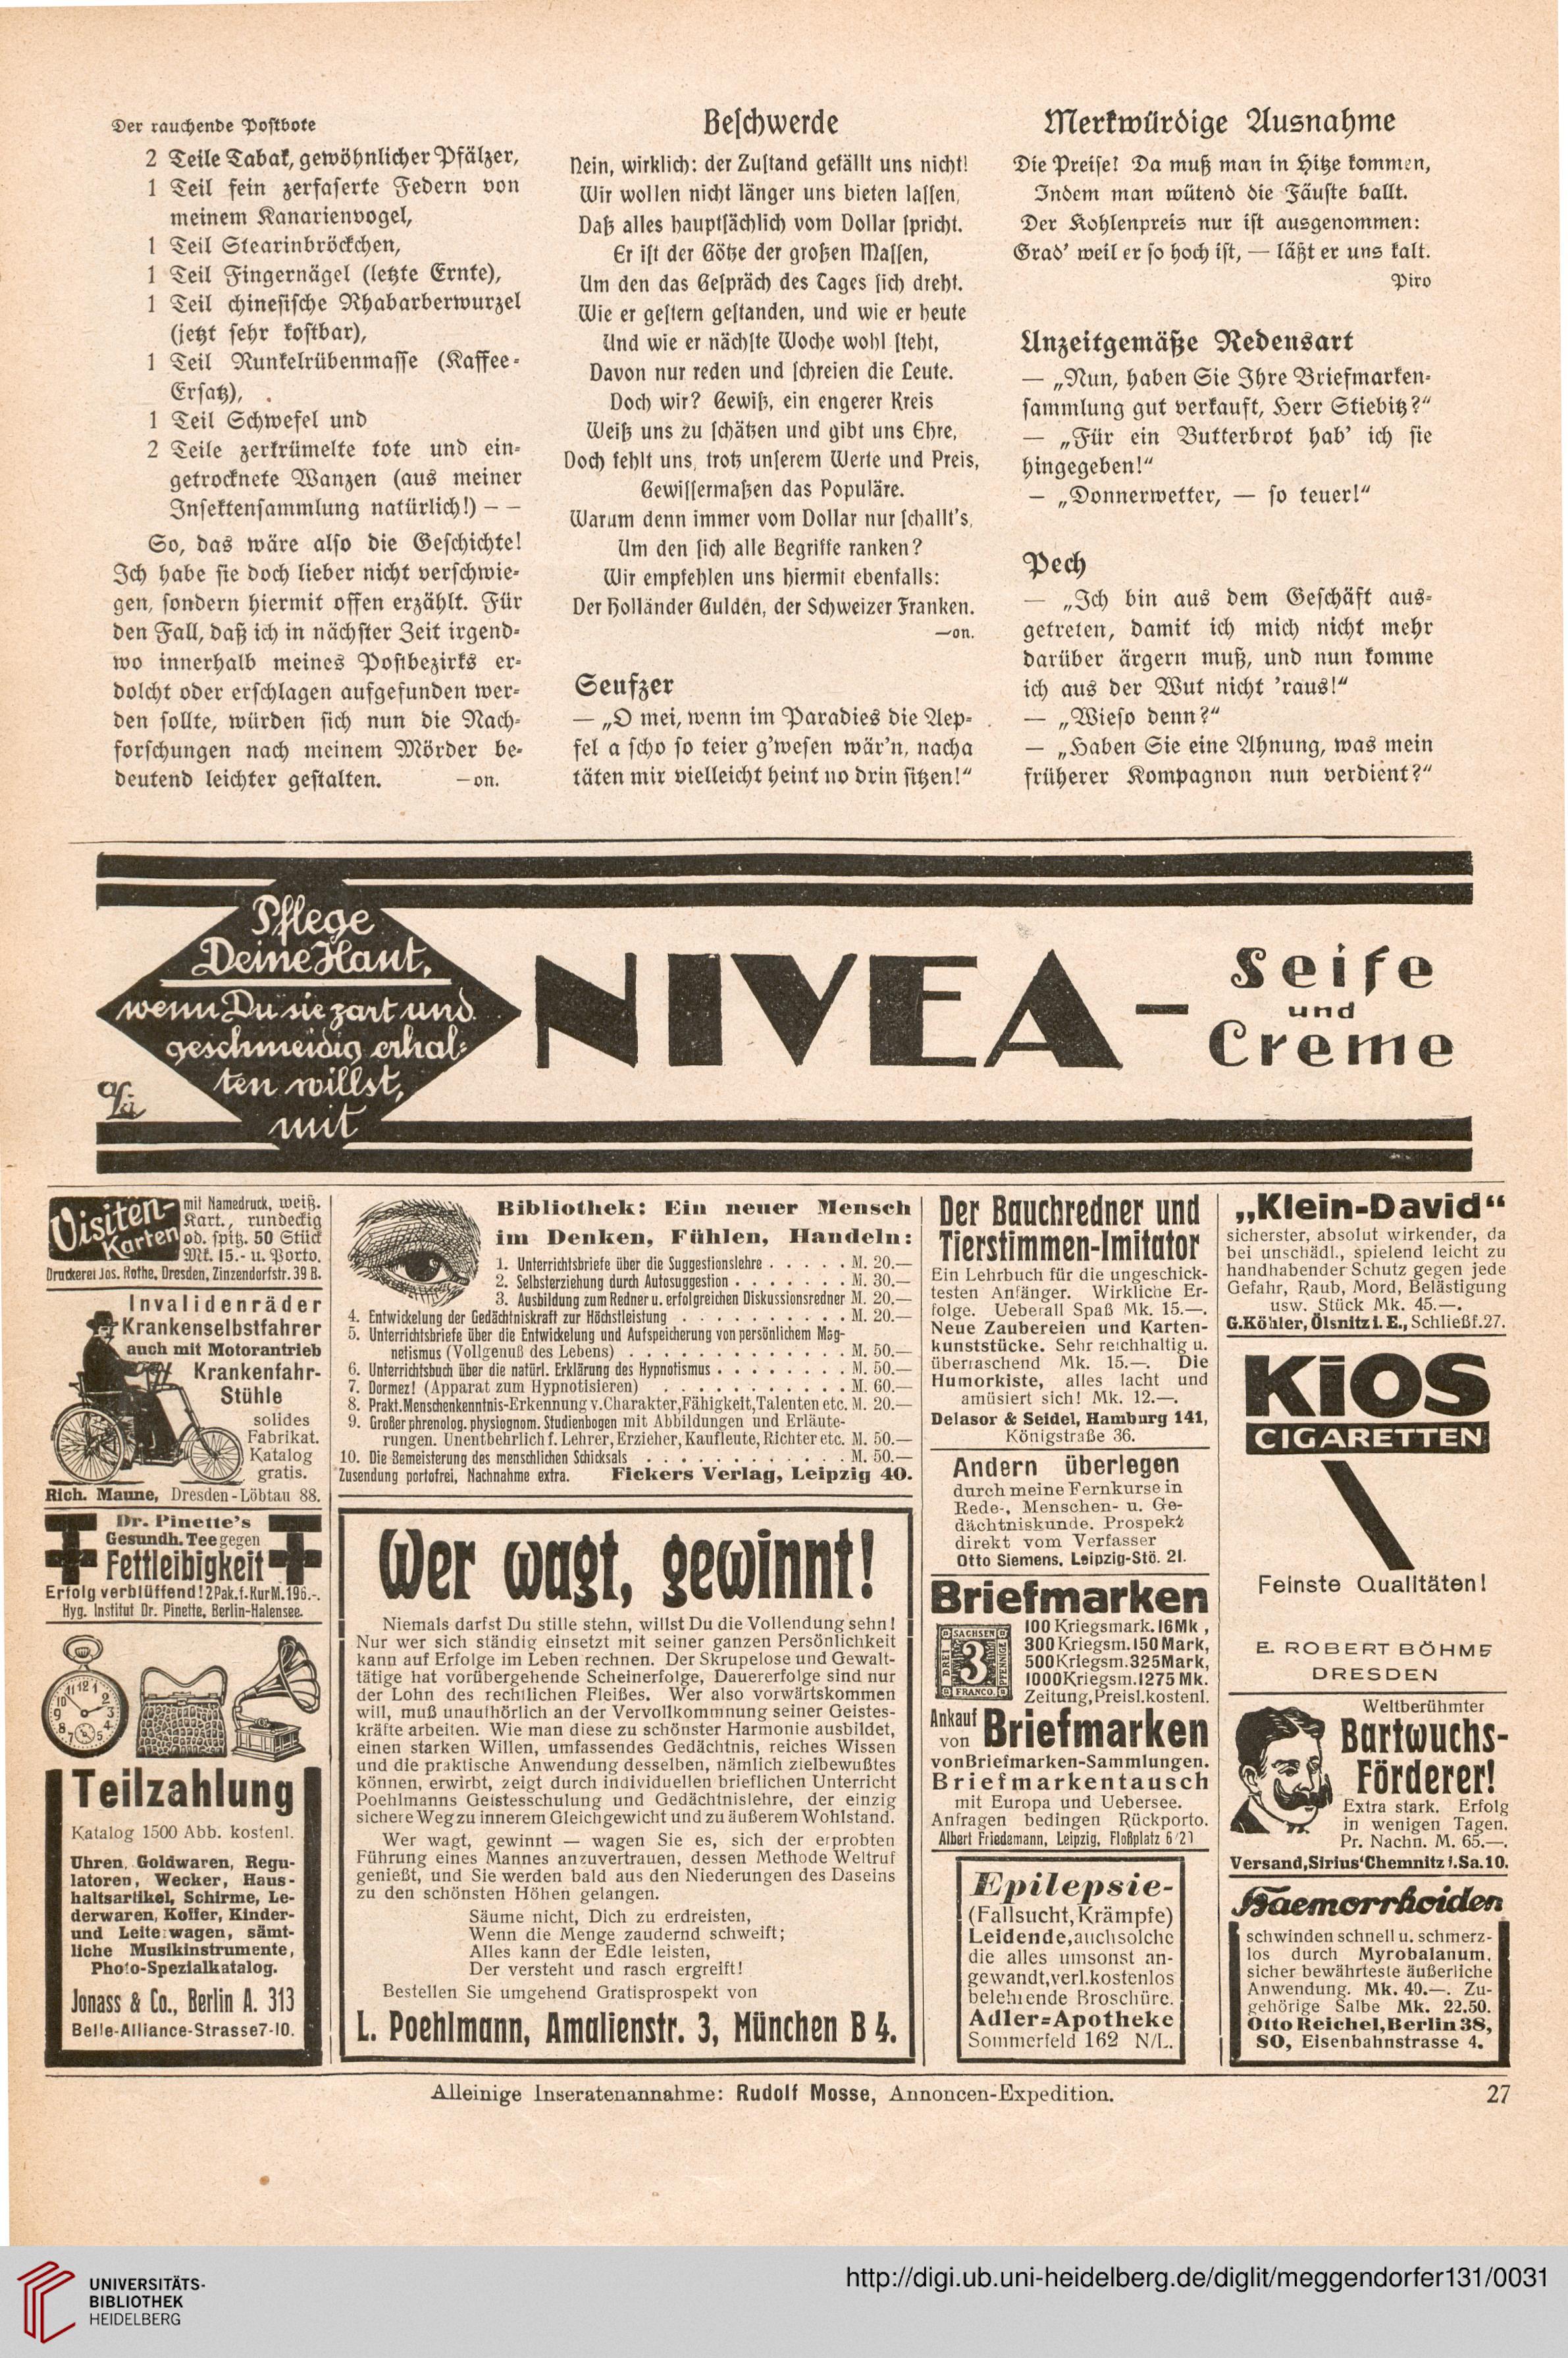 Der rauchende Postbote
2 Teile Tabak, gewöhnlicher Pfälzer,
1 Teil fein zerfaserte Federn von
meinem Kanarienvogel,
1 Teil Stearinbröckchen,
1 Teil Fingernägel (letzte Ernte),
1 Teil chinesische Rhabarberwurzel
(jetzt sehr kostbar),
1 Teil Runkelrübenmasse (Kaffee-
Ersatz),
1 Teil Schwefel und
2 Teile zerkrümelte tote und ein-
getrocknete Wanzen (aus meiner
Insektensammlung natürlich!) — —
So, das wäre also die Geschichte!
Ich habe sie doch lieber nicht verschwie-
gen, sondern hiermit offen erzählt. Für
den Fall, daß ich in nächster Zeit irgend-
wo innerhalb meines Postbezirks er-
dolcht oder erschlagen aufgefunden wer-
den sollte, würden sich nun die Nach-
forschungen nach meinem Mörder be-
deutend leichter gestalten. —on.
Beschwerde
Nein, wirklich: der Zustand gefällt uns nicht!
Wir wollen nicht länger uns bieten lassen,
Daß alles hauptsächlich vom Dollar spricht.
Er ist der Götze der großen Massen,
Um den das Gespräch des Tages sich dreht.
Wie er gestern gestanden, und wie er heute
Und wie er nächste Woche wohl steht,
Davon nur reden und schreien die Leute.
Doch wir? Gewiß, ein engerer Kreis
Weiß uns zu schätzen und gibt uns Ehre,
Doch fehlt uns, trotz unserem Werte und Preis,
Gewissermaßen das Populäre.
Warum denn immer vom Dollar nur schallt's,
Um den sich alle Begriffe ranken?
Wir empfehlen uns hiermit ebenfalls:
Der Holländer Gulden, der Schweizer Franken.
—on.
Seufzer
— „O mei, wenn im Paradies die Aep-
fel a scho so teier g'wesen wär'n, nacha
täten mir vielleicht heint no drin sitzen!“
Merkwürdige Ausnahme
Die Preise! Da muß man in Hitze kommen,
Indem man wütend die Fäuste ballt.
Der Kohlenpreis nur ist ausgenommen:
Grad' weil er so hoch ist, — läßt er uns kalt.
Piro
Unzeitgemäße Redensart
— „Nun, haben Sie Ihre Briefmarken-
sammlung gut verkauft, Herr Stiebitz?“
— „Für ein Butterbrot hab' ich sie
hingegeben!“
— „Donnerwetter, — so teuer!“
Pech
— „Ich bin aus dem Geschäft aus-
getreten, damit ich mich nicht mehr
darüber ärgern muß, und nun komme
ich aus der Wut nicht 'raus!“
— „Wieso denn?“
— „Haben Sie eine Ahnung, was mein
früherer Kompagnon nun verdient?“
Pflege
Deine Haut,
wenn Du sie zart und
geschmeidig erhal-
ten willst,
mit
NIVEA - Seife
und
Creme
Visiten-
Karten
mit Namedruck, weiß.
Kart., rundeckig
od. spitz. 50 Stück
Mk. 15.- u. Porto.
Druckerei Jos. Rothe, Dresden, Zinzendorfstr. 39 B.
Invalidenräder
Krankenselbstfahrer
auch mit Motorantrieb
Krankenfahr-
Stühle
solides
Fabrikat.
Katalog
gratis.
Rich. Maune, Dresden-Löbtau 88.
Dr. Pinette's
Gesundh. Tee gegen
Fettleibigkeit
Erfolg verblüffend! 2 Pak. f. Kur M. 196.-.
Hyg. Institut Dr. Pinette, Berlin-Halensee.
Teilzahlung
Katalog 1500 Abb. kostenl.
Uhren, Goldwaren, Regu-
latoren, Wecker, Haus-
haltsartikel, Schirme, Le-
derwaren, Koffer, Kinder-
und Leiterwagen, sämt-
liche Musikinstrumente,
Photo-Spezialkatalog.
Jonass & Co., Berlin A. 313
Belle-Alliance-Strasse 7-10.
Bibliothek: Ein neuer Mensch
im Denken, Fühlen, Handeln:
1. Unterrichtsbriefe über die Suggestionslehre . . . . . M. 20.—
2. Selbsterziehung durch Autosuggestion . . . . . . . M. 30.—
3. Ausbildung zum Redner u. erfolgreichen Diskussionsredner M. 20.—
4. Entwickelung der Gedächtniskraft zur Höchstleistung . . . . . . . . . . M. 20.—
5. Unterrichtsbriefe über die Entwickelung und Aufspeicherung von persönlichem Mag-
netismus (Vollgenuß des Lebens) . . . . . . . . . . . . . M. 50.—
6. Unterrichtsbuch über die natürl. Erklärung des Hypnotismus . . . . . . . . M. 50.—
7. Dormez! (Apparat zum Hypnotisieren) . . . . . . . . . . . M. 60.—
8. Prakt. Menschenkenntnis-Erkennung v. Charakter, Fähigkeit, Talenten etc. M. 20.—
9. Großer phrenolog. physiognom. Studienbogen mit Abbildungen und Erläute-
rungen. Unentbehrlich f. Lehrer, Erzieher, Kaufleute, Richter etc. M. 50.—
10. Die Bemeisterung des menschlichen Schicksals . . . . . . . . . . . . M. 50.—
Zusendung portofrei, Nachnahme extra. Fickers Verlag, Leipzig 40.
Wer wagt, gewinnt!
Niemals darfst Du stille stehn, willst Du die Vollendung sehn!
Nur wer sich ständig einsetzt mit seiner ganzen Persönlichkeit
kann auf Erfolge im Leben rechnen. Der Skrupelose und Gewalt-
tätige hat vorübergehende Scheinerfolge, Dauererfolge sind nur
der Lohn des rechtlichen Fleißes. Wer also vorwärtskommen
will, muß unaufhörlich an der Vervollkommnung seiner Geistes-
kräfte arbeiten. Wie man diese zu schönster Harmonie ausbildet,
einen starken Willen, umfassendes Gedächtnis, reiches Wissen
und die praktische Anwendung desselben, nämlich zielbewußtes
können, erwirbt, zeigt durch individuellen brieflichen Unterricht
Poehlmanns Geistesschulung und Gedächtnislehre, der einzig
sichere Weg zu innerem Gleichgewicht und zu äußerem Wohlstand.
Wer wagt, gewinnt — wagen Sie es, sich der erprobten
Führung eines Mannes anzuvertrauen, dessen Methode Weltruf
genießt, und Sie werden bald aus den Niederungen des Daseins
zu den schönsten Höhen gelangen.
Säume nicht, Dich zu erdreisten,
Wenn die Menge zaudernd schweift;
Alles kann der Edle leisten,
Der versteht und rasch ergreift!
Bestellen Sie umgehend Gratisprospekt von
L. Poehlmann, Amalienstr. 3, München B 4.
Der Bauchredner und
Tierstimmen-Imitator
Ein Lehrbuch für die ungeschick-
testen Anfänger. Wirkliche Er-
folge. Ueberall Spaß Mk. 15.—.
Neue Zaubereien und Karten-
kunststücke. Sehr reichhaltig u.
überraschend Mk. 15.—. Die
Humorkiste, alles lacht und
amüsiert sich! Mk. 12.—.
Delasor & Seidel, Hamburg 141,
Königstraße 36.
Andern überlegen
durch meine Fernkurse in
Rede-, Menschen- u. Ge-
dächtniskunde. Prospekt
direkt vom Verfasser
Otto Siemens, Leipzig-Stö. 21.
Briefmarken
SACHSEN
DREI 3 PFENNIGE
FRANCO
100 Kriegsmark. 16 Mk,
300 Kriegsm. 150 Mark,
500 Kriegsm. 325 Mark,
1000 Kriegsm. 1275 Mk.
Zeitung, Preisl. kostenl.
Ankauf
von Briefmarken
von Briefmarken-Sammlungen.
Briefmarkentausch
mit Europa und Uebersee.
Anfragen bedingen Rückporto.
Albert Friedemann, Leipzig, Floßplatz 6/21
Epilepsie-
(Fallsucht, Krämpfe)
Leidende, auch solche
die alles umsonst an-
gewandt, verl. kostenlos
belehrende Broschüre.
Adler-Apotheke
Sommerfeld 162 N/L.
„Klein-David“
sicherster, absolut wirkender, da
bei unschädl., spielend leicht zu
handhabender Schutz gegen jede
Gefahr, Raub, Mord, Belästigung
usw. Stück Mk. 45.—.
G. Köhler, Ölsnitz i. E., Schließf. 27.
KIOS
CIGARETTEN
Feinste Qualitäten!
E. ROBERT BÖHME
DRESDEN
Weltberühmter
Bartwuchs-
Förderer!
Extra stark. Erfolg
in wenigen Tagen.
Pr. Nachn. M. 65.—.
Versand „Sirius‘ Chemnitz i. Sa. 10.
Haemorrhoiden
schwinden schnell u. schmerz-
los durch Myrobalanum,
sicher bewährteste äußerliche
Anwendung. Mk. 40.—. Zu-
gehörige Salbe Mk. 22.50.
Otto Reichel, Berlin 38,
SO, Eisenbahnstrasse 4.
Alleinige Inseratenannahme: Rudolf Mosse, Annoncen-Expedition.
27
UNIVERSITÄTS-
BIBLIOTHEK
HEIDELBERG
http://digi.ub.uni-heidelberg.de/diglit/meggendorfer131/0031